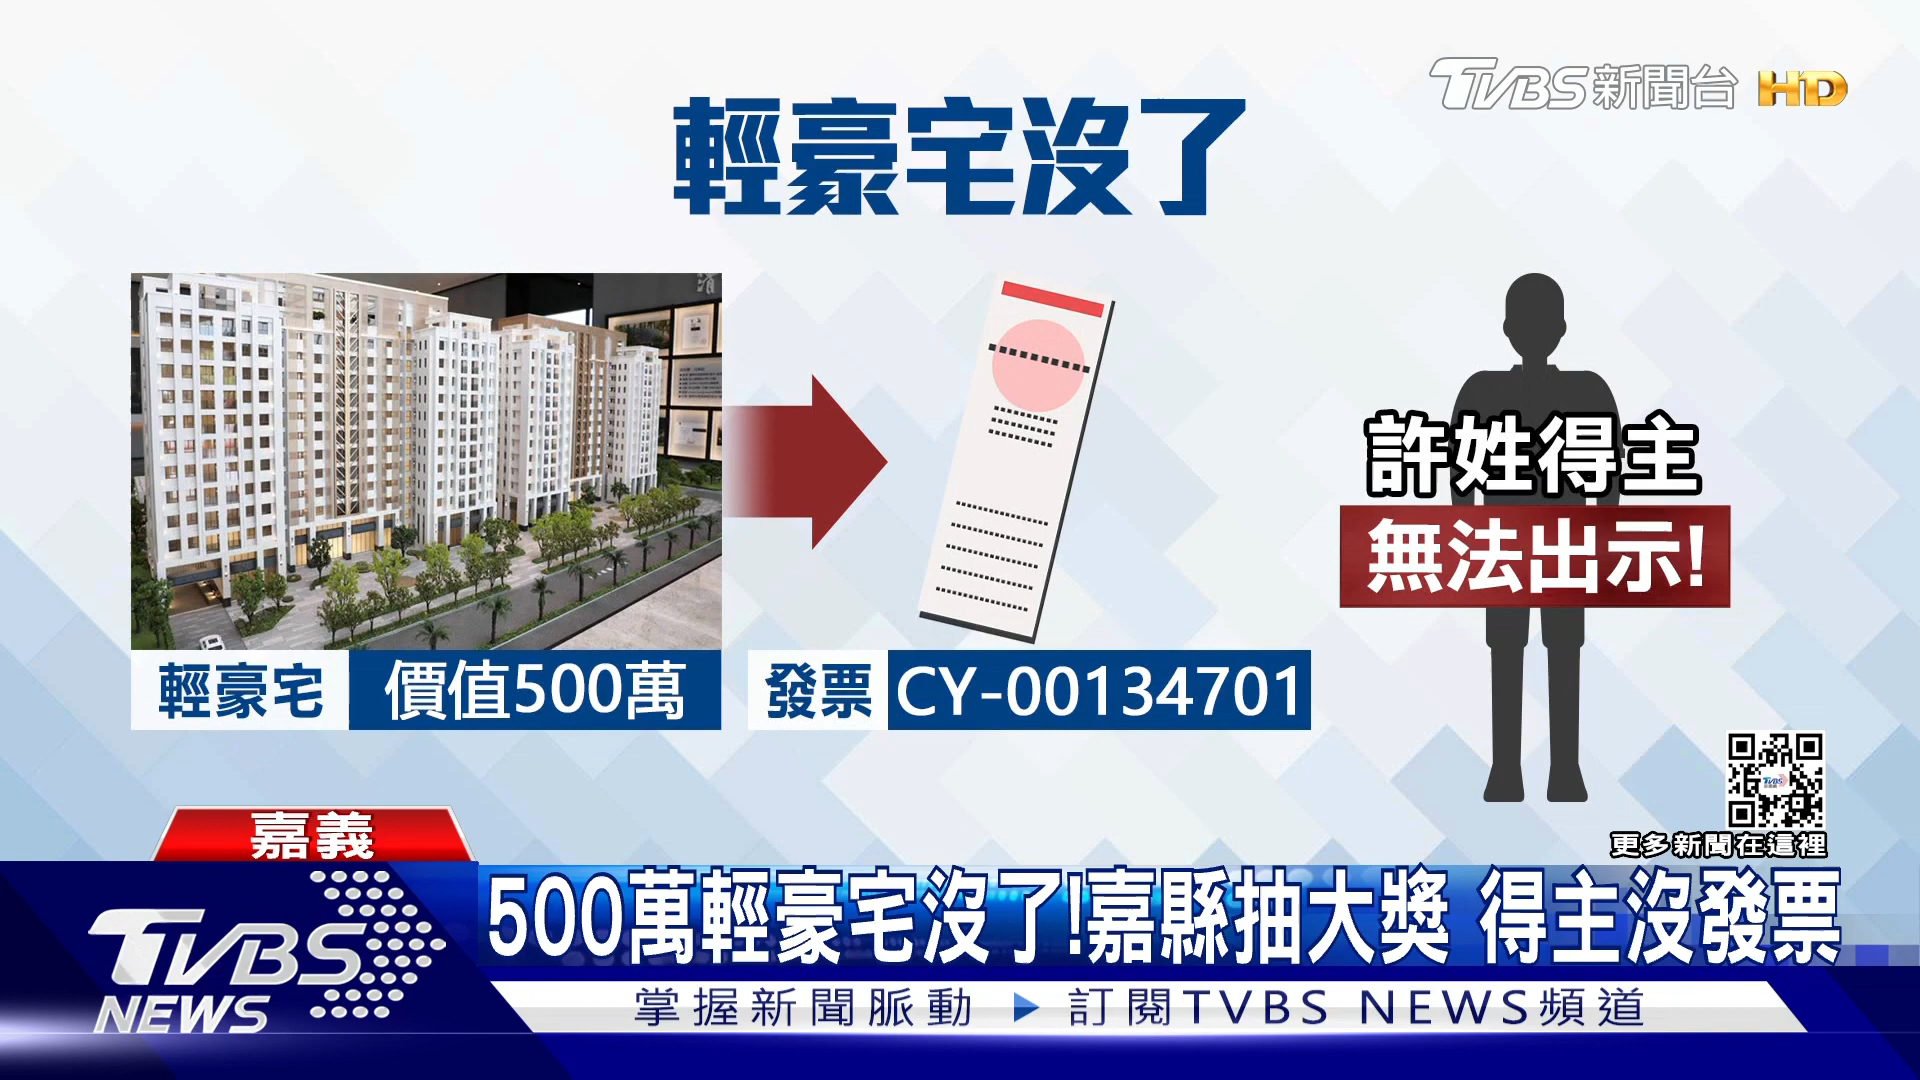 TVBS新聞台 HD
輕豪宅沒了
許姓得主
無法出示!
輕豪宅 價值500萬
發票 CY-00134701
更多新聞在這裡
嘉義
500萬輕豪宅沒了!嘉縣抽大獎 得主沒發票
TVBS
NEWS
掌握新聞脈動 ▶ 訂閱TVBS NEWS頻道